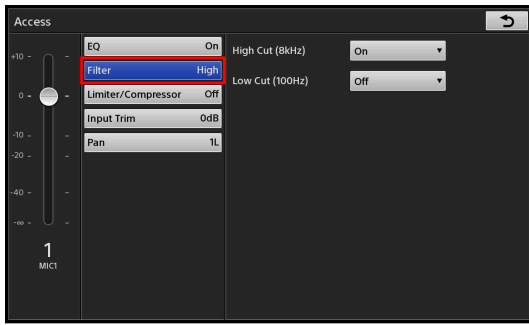 Access
+10 - -
EQ On
High Cut (8kHz) On
Filter High
Low Cut (100Hz) Off
0 - -
Limiter/Compressor Off
Input Trim 0dB
-10 - -
Pan 1L
-20 - -
-40 - -
-∞ - -
1
MIC1